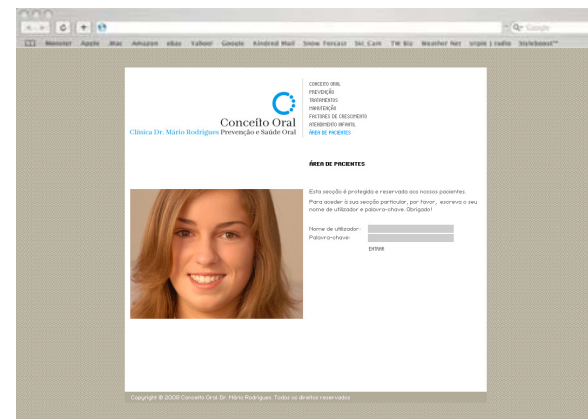 Google
Monster Apple .Mac Amazon eBay Yahoo! Google Kindred Mail Snow Forcast Ski Cam TW Biz Weather Net
CONCEITO ORAL
PREVENÇÃO
TRATAMENTOS
MANUTENÇÃO
FACTORES DE CRESCIMENTO
ATENDIMENTO INFANTIL
ÁREA DE PACIENTES
Conceito Oral
Clínica Dr. Mário Rodrigues Prevenção e Saúde Oral
ÁREA DE PACIENTES
Esta secção é protegida e reservada aos nossos pacientes.
Para aceder à sua secção particular, por favor, escreva o seu
nome de utilizador e palavra-chave. Obrigado!
Nome de utilizador:
Palavra-chave:
ENTRAR
Copyright © 2008 Conceito Oral. Dr. Mário Rodrigues. Todos os direitos reservados